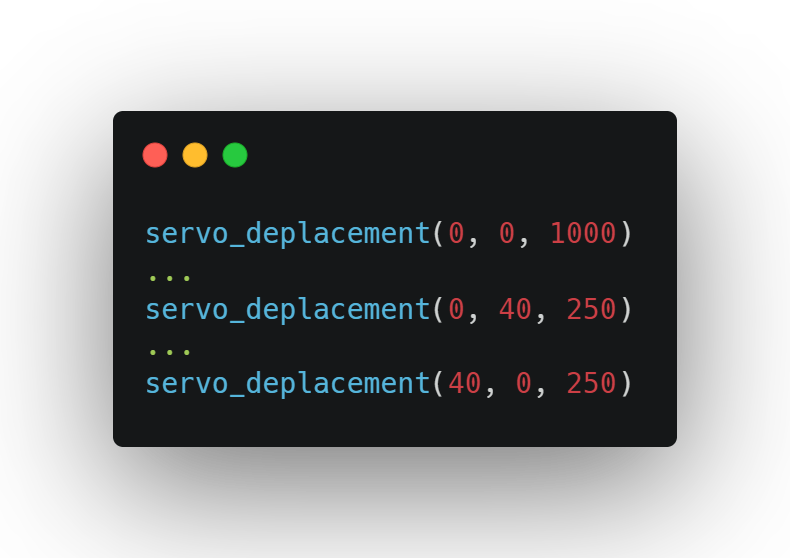 servo_deplacement(0, 0, 1000)
...
servo_deplacement(0, 40, 250)
...
servo_deplacement(40, 0, 250)